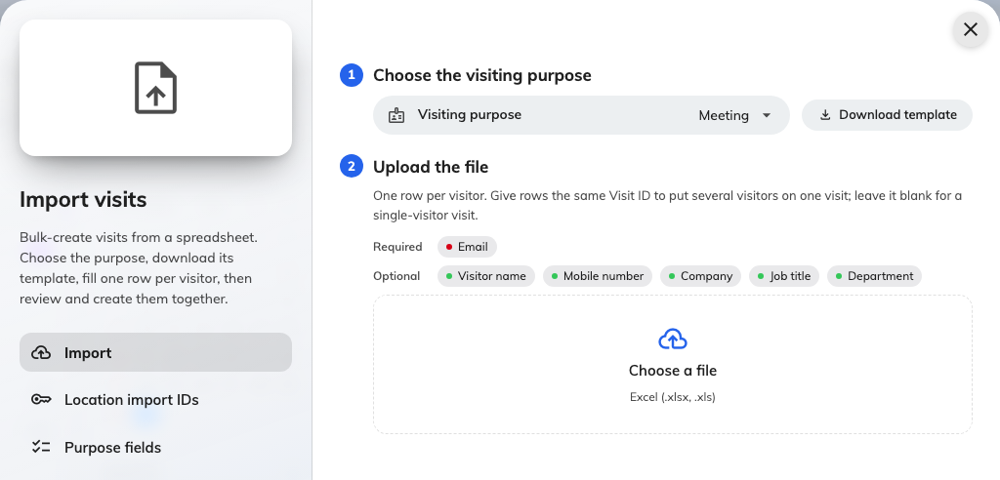 Import visits
Bulk-create visits from a spreadsheet.
Choose the purpose, download its
template, fill one row per visitor, then
review and create them together.
Import
Location import IDs
Purpose fields
1 Choose the visiting purpose
Visiting purpose Meeting Download template
2 Upload the file
One row per visitor. Give rows the same Visit ID to put several visitors on one visit; leave it blank for a
single-visitor visit.
Required Email
Optional Visitor name Mobile number Company Job title Department
Choose a file
Excel (.xlsx, .xls)